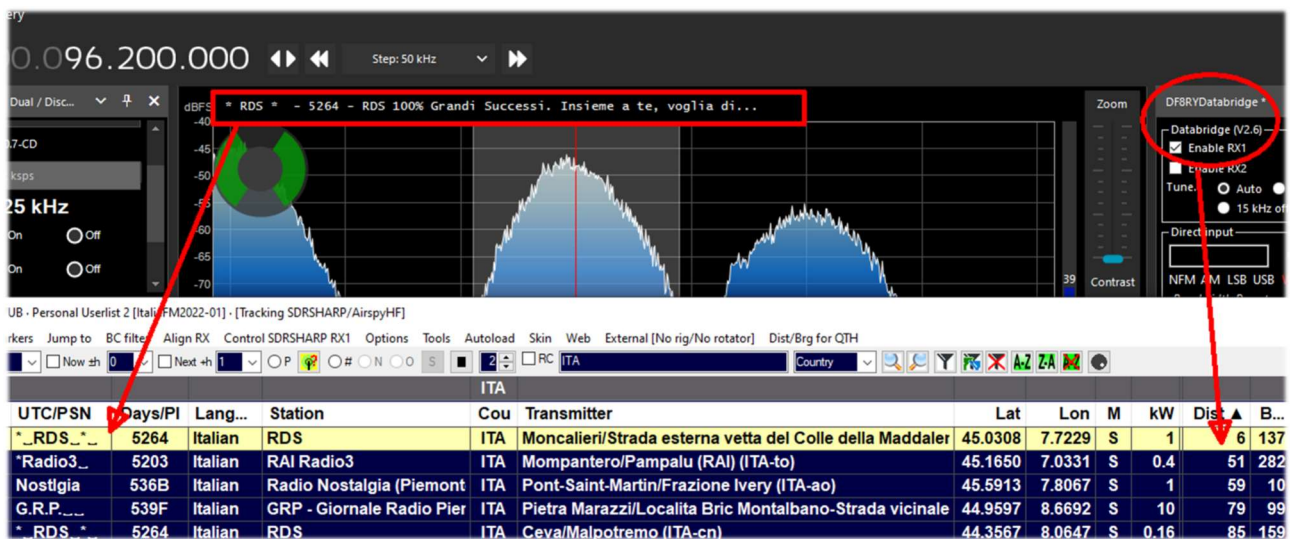 ery
0.096.200.000 Step: 50 kHz
Dual / Disc...
dBFS * RDS * - 5264 - RDS 100% Grandi Successi. Insieme a te, voglia di...
Zoom
DF8RYDatabridge *
-40
0.7-CD
Databridge (V2.6)
-45
Enable RX1
ksps
-50
Enable RX2
25 kHz
-55
Tune. Auto
15 kHz of
On Off
-60
Direct input
-65
On Off
-70
39 Contrast
NFM AM LSB USB
UB - Personal Userlist 2 [ItaliFM2022-01] - [Tracking SDRSHARP/AirspyHF]
rkers Jump to BC filter Align RX Control SDRSHARP RX1 Options Tools Autoload Skin Web External [No rig/No rotator] Dist/Brg for QTH
Now ±h 0 Next +h 1 P # N O S 2 RC ITA Country A-Z Z-A
ITA
UTC/PSN Days/PI Lang... Station Cou Transmitter Lat Lon M kW Dist ▲ B...
*_RDS_*_ 5264 Italian RDS ITA Moncalieri/Strada esterna vetta del Colle della Maddaler 45.0308 7.7229 S 1 6 137
*Radio3_ 5203 Italian RAI Radio3 ITA Mompantero/Pampalu (RAI) (ITA-to) 45.1650 7.0331 S 0.4 51 282
Nostlgia 536B Italian Radio Nostalgia (Piemont ITA Pont-Saint-Martin/Frazione Ivery (ITA-ao) 45.5913 7.8067 S 1 59 10
G.R.P.__ 539F Italian GRP - Giornale Radio Pier ITA Pietra Marazzi/Localita Bric Montalbano-Strada vicinale 44.9597 8.6692 S 10 79 99
*_RDS_*_ 5264 Italian RDS ITA Ceva/Malpotremo (ITA-cn) 44.3567 8.0647 S 0.16 85 159